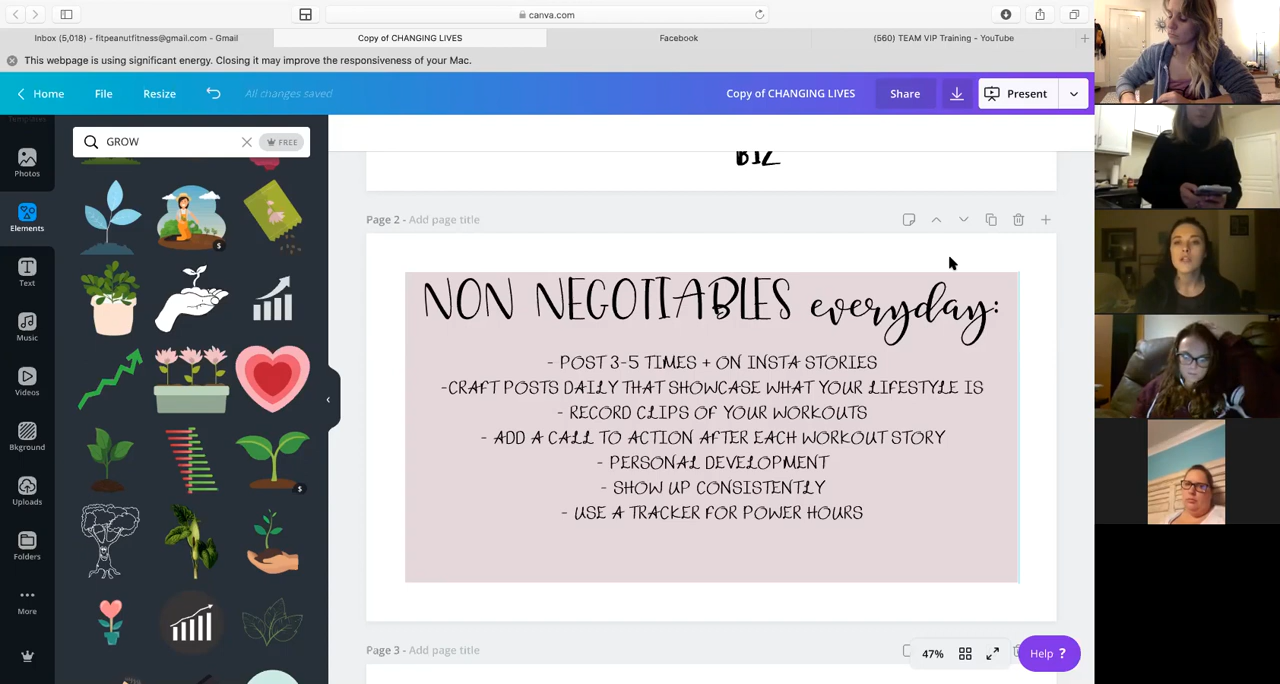 canva.com
Inbox (5,018) - fitpeanutfitness@gmail.com - Gmail
Copy of CHANGING LIVES
Facebook
(560) TEAM VIP Training - YouTube
This webpage is using significant energy. Closing it may improve the responsiveness of your Mac.
Home
File
Resize
All changes saved
Copy of CHANGING LIVES
Share
Present
GROW
FREE
Photos
Elements
Text
Music
Videos
Bkground
Uploads
Folders
More
$
$
BIZ
Page 2 - Add page title
NON NEGOTIABLES everyday:
- POST 3-5 TIMES + ON INSTA STORIES
-CRAFT POSTS DAILY THAT SHOWCASE WHAT YOUR LIFESTYLE IS
- RECORD CLIPS OF YOUR WORKOUTS
- ADD A CALL TO ACTION AFTER EACH WORKOUT STORY
- PERSONAL DEVELOPMENT
- SHOW UP CONSISTENTLY
- USE A TRACKER FOR POWER HOURS
Page 3 - Add page title
47%
Help ?